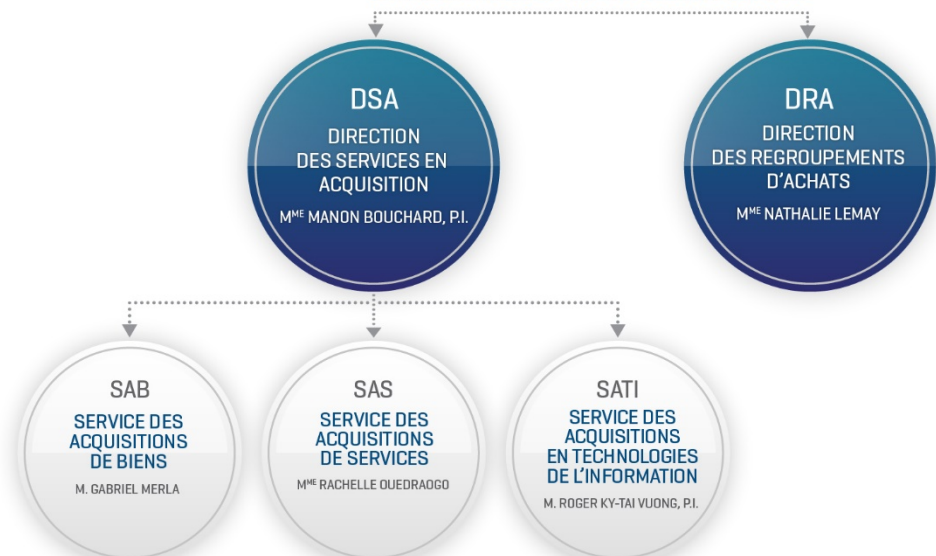 DSA
DIRECTION
DES SERVICES EN
ACQUISITION
MME MANON BOUCHARD, P.I.
DRA
DIRECTION
DES REGROUPEMENTS
D'ACHATS
MME NATHALIE LEMAY
SAB
SERVICE DES
ACQUISITIONS
DE BIENS
M. GABRIEL MERLA
SAS
SERVICE DES
ACQUISITIONS
DE SERVICES
MME RACHELLE OUEDRAOGO
SATI
SERVICE DES
ACQUISITIONS
EN TECHNOLOGIES
DE L'INFORMATION
M. ROGER KY-TAI VUONG, P.I.